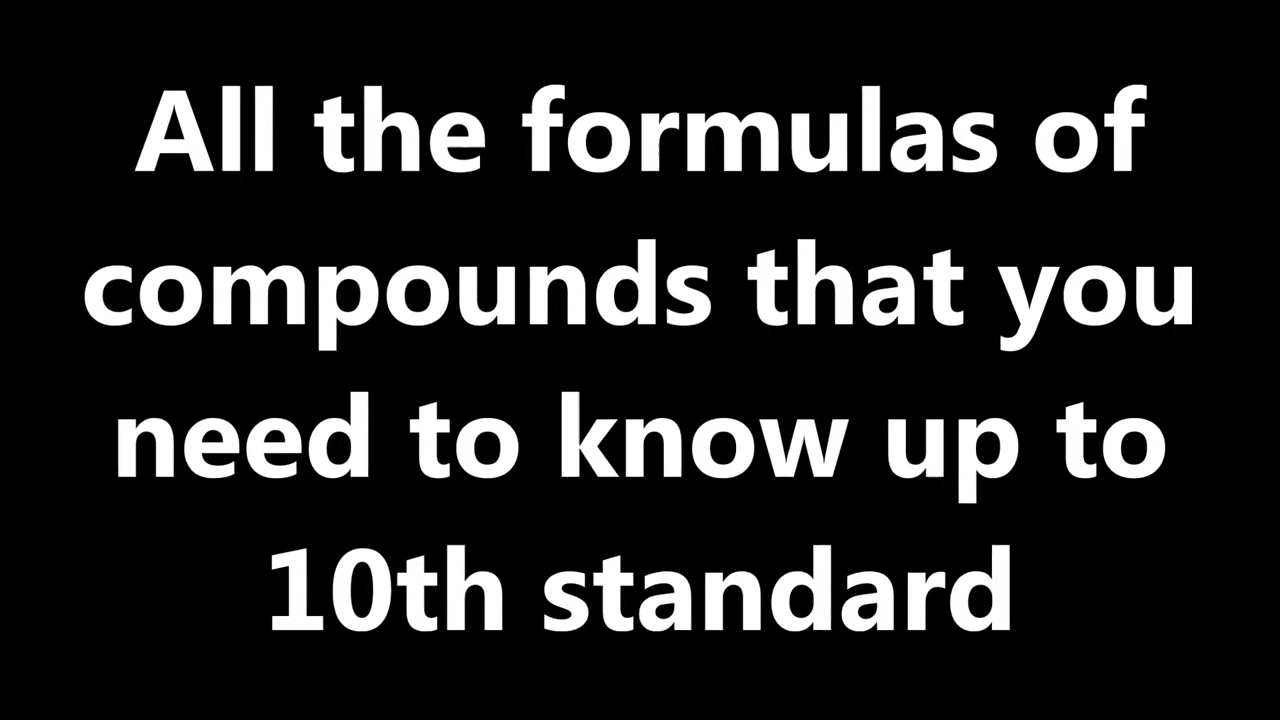 All the formulas of
compounds that you
need to know up to
10th standard